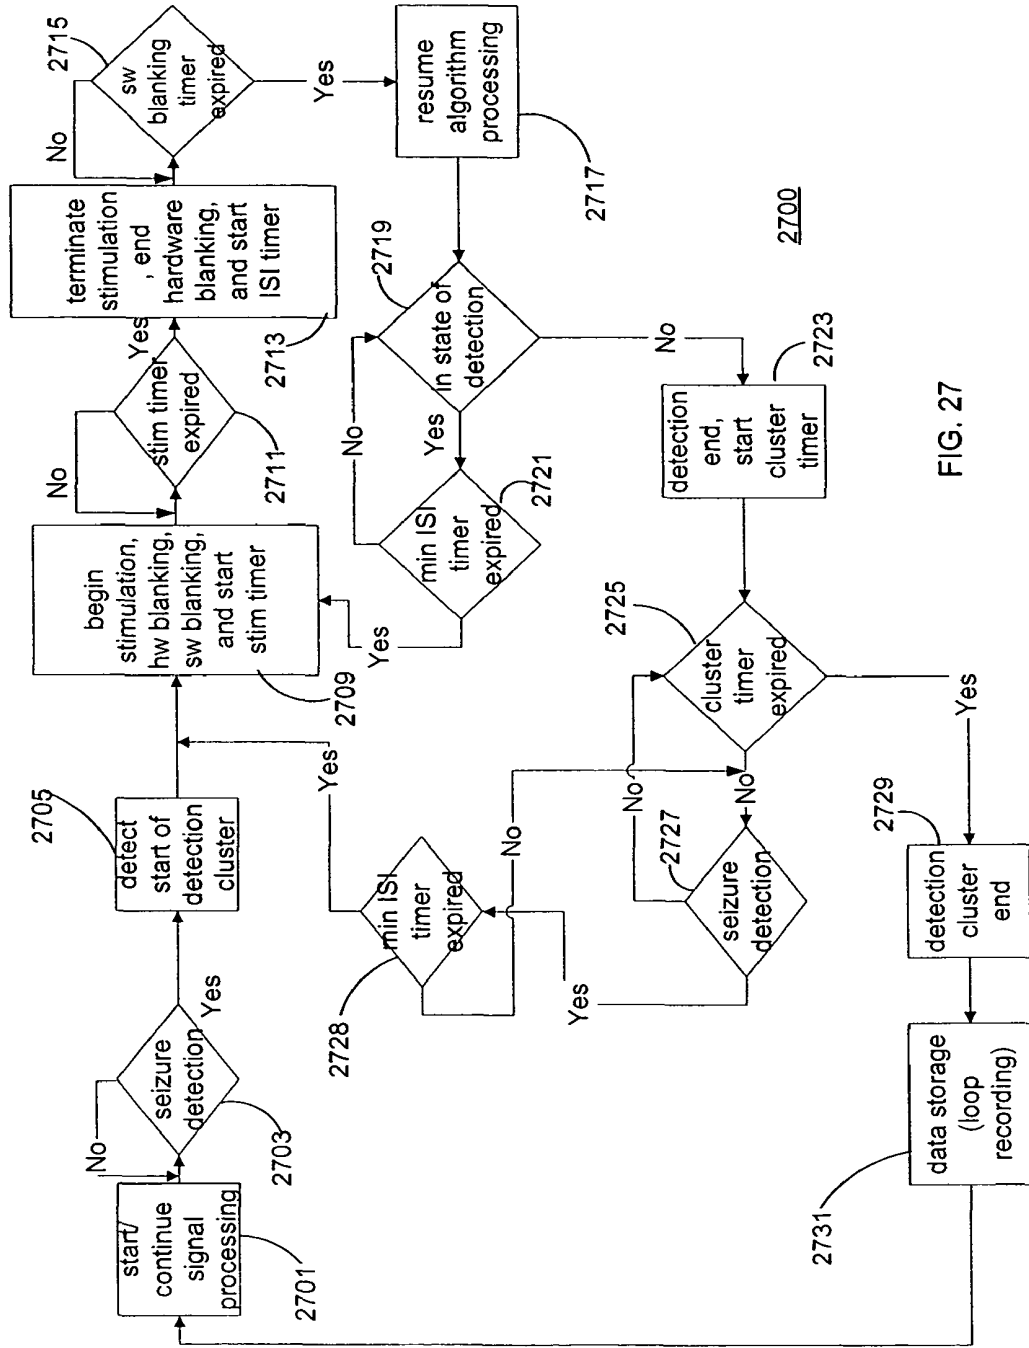 start/
continue
signal
processing
2701
No
seizure
detection
2703
Yes
detect
start of
detection
cluster
2705
begin
stimulation,
hw blanking,
sw blanking,
and start
stim timer
2709
No
stim timer
expired
2711
Yes
terminate
stimulation
, end
hardware
blanking,
and start
ISI timer
2713
No
sw
blanking
timer
expired
2715
Yes
resume
algorithm
processing
2717
in state of
detection
2719
Yes
No
min ISI
timer
expired
2721
No
Yes
detection
end,
start
cluster
timer
2723
cluster
timer
expired
2725
No
Yes
seizure
detection
2727
No
Yes
min ISI
timer
expired
2728
Yes
No
detection
cluster
end
2729
data storage
(loop
recording)
2731
2700
FIG. 27